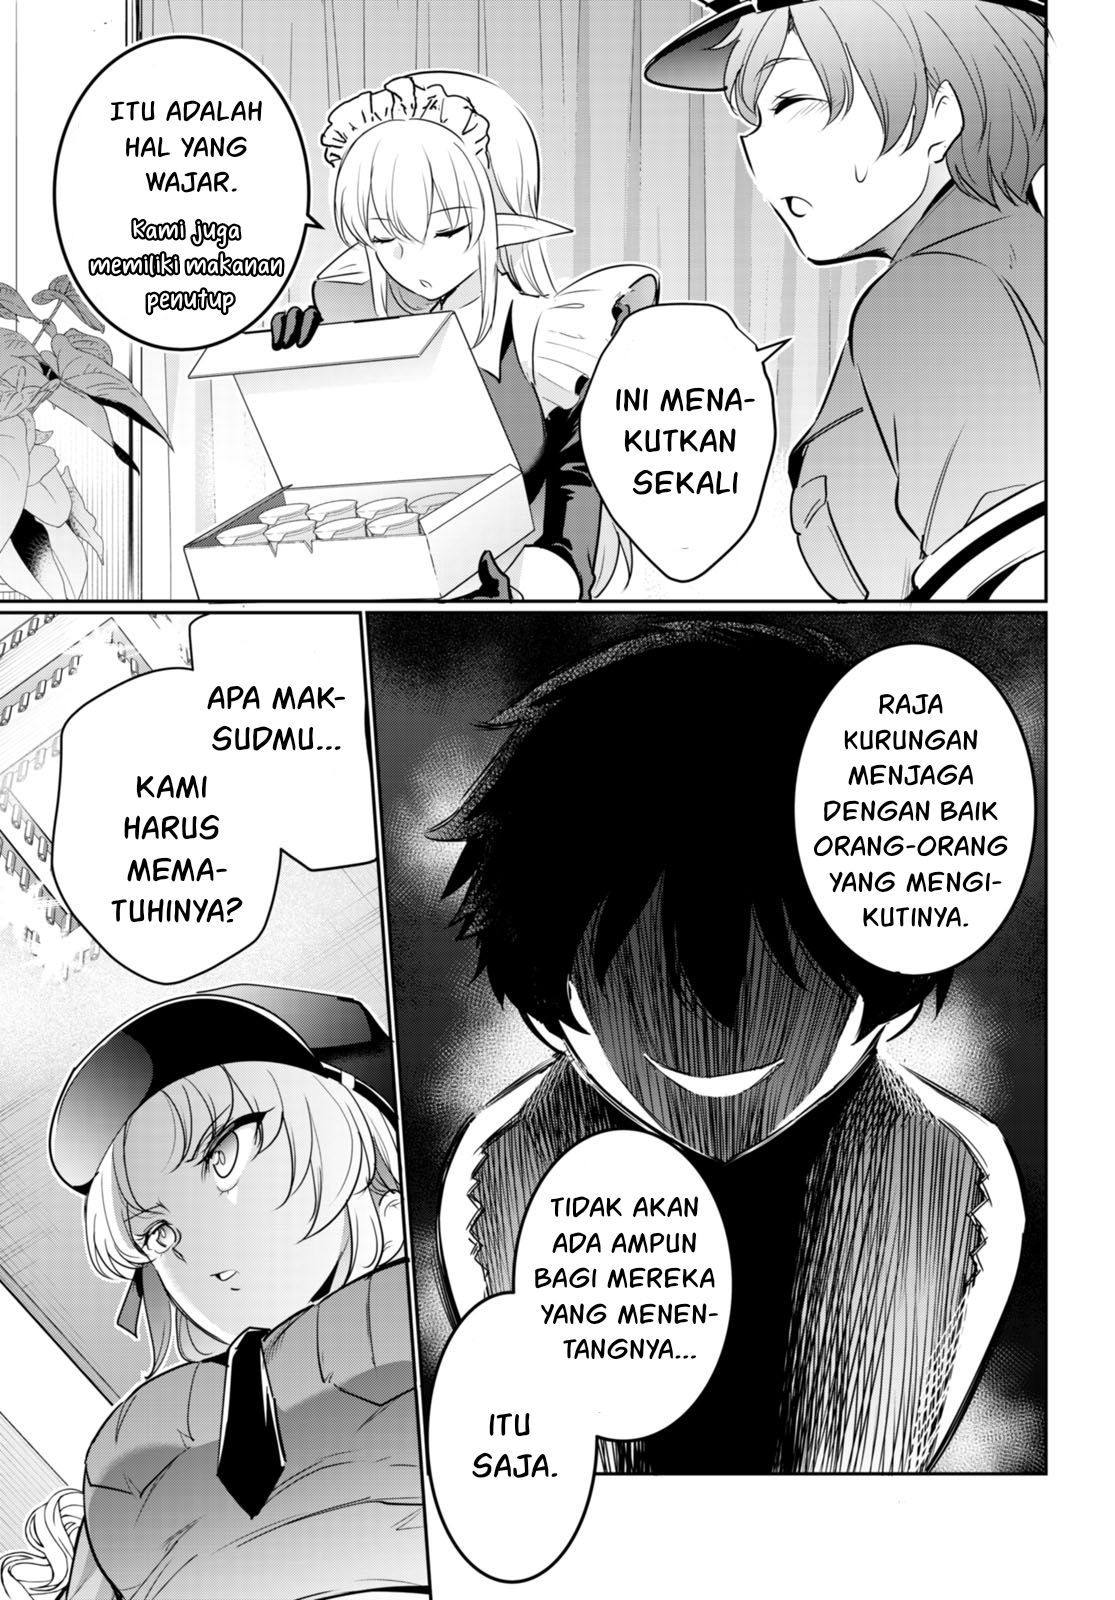 INI MENA-
KUTKAN
SEKALI
ITU ADALAH
HAL YANG
WAJAR.
Kami juga
memiliki makanan
penutup
RAJA
KURUNGAN
MENJAGA
DENGAN BAIK
ORANG-ORANG
YANG MENGI-
KUTINYA.
TIDAK AKAN
ADA AMPUN
BAGI MEREKA
YANG MENEN-
TANGNYA...
ITU
SAJA.
APA MAK-
SUDMU...
KAMI
HARUS
MEMA-
TUHINYA?